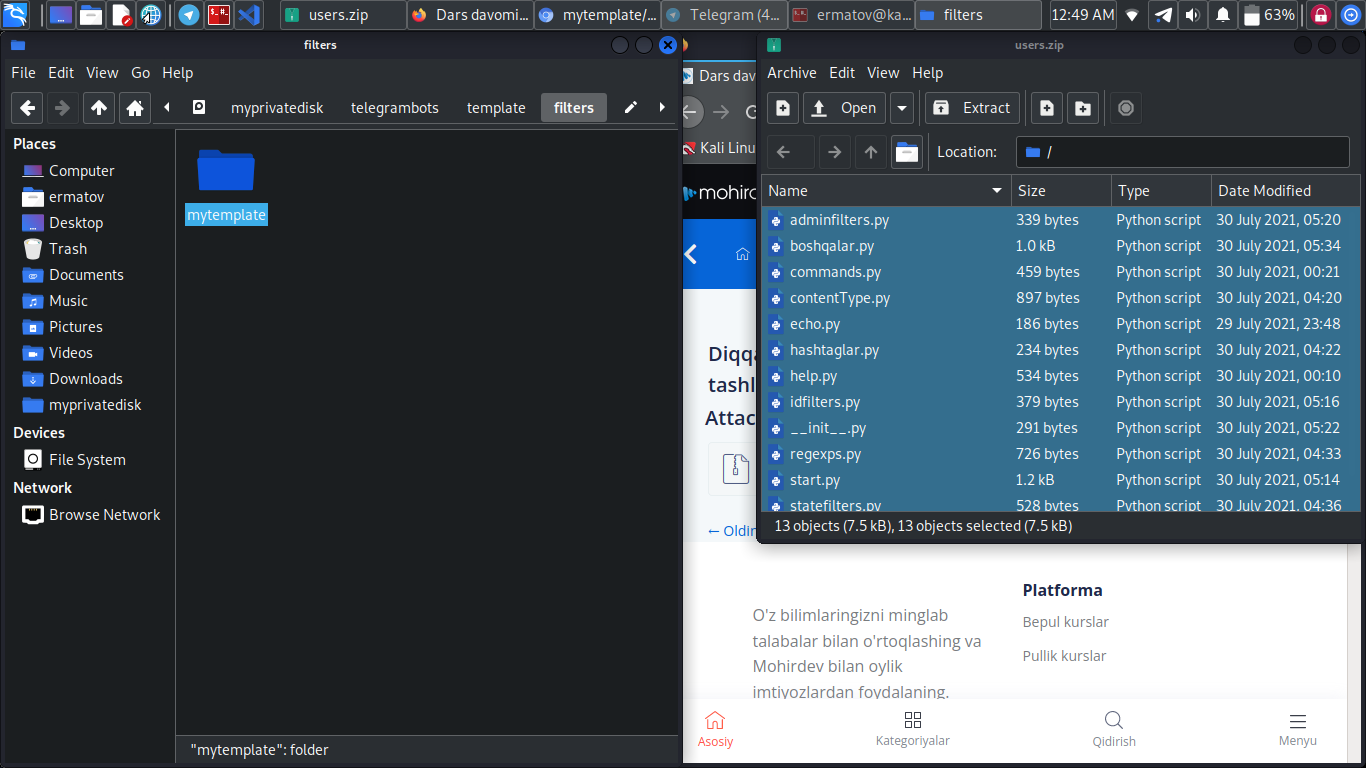 users.zip
Dars davomi...
mytemplate/...
Telegram (4...
ermatov@ka...
filters
12:49 AM
63%
filters
File Edit View Go Help
myprivatedisk telegrambots template filters
Places
Computer
ermatov
Desktop
Trash
Documents
Music
Pictures
Videos
Downloads
myprivatedisk
Devices
File System
Network
Browse Network
mytemplate
"mytemplate": folder
Dars dav
Kali Linu
mohird
Diqqa
tashl
Attac
← Oldin
users.zip
Archive Edit View Help
Open Extract
Location: /
Name Size Type Date Modified
adminfilters.py 339 bytes Python script 30 July 2021, 05:20
boshqalar.py 1.0 kB Python script 30 July 2021, 05:34
commands.py 459 bytes Python script 30 July 2021, 00:21
contentType.py 897 bytes Python script 30 July 2021, 04:20
echo.py 186 bytes Python script 29 July 2021, 23:48
hashtaglar.py 234 bytes Python script 30 July 2021, 04:22
help.py 534 bytes Python script 30 July 2021, 00:10
idfilters.py 379 bytes Python script 30 July 2021, 05:16
__init__.py 291 bytes Python script 30 July 2021, 05:22
regexps.py 726 bytes Python script 30 July 2021, 04:33
start.py 1.2 kB Python script 30 July 2021, 05:14
statefilters.py 528 bytes Python script 30 July 2021, 04:36
13 objects (7.5 kB), 13 objects selected (7.5 kB)
O'z bilimlaringizni minglab
talabalar bilan o'rtoqlashing va
Mohirdev bilan oylik
imtiyozlardan foydalaning.
Platforma
Bepul kurslar
Pullik kurslar
Asosiy
Kategoriyalar
Qidirish
Menyu